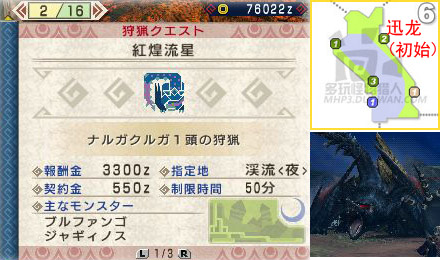 2 / 16
76022z
狩猟クエスト
紅煌流星
ナルガクルガ1頭の狩猟
報酬金 3300z
指定地 渓流<夜>
契約金 550z
制限時間 50分
主なモンスター
ブルファンゴ
ジャギィノス
L 1/3 R
6
迅龙
(初始)
1
2
3
1
多玩怪物猎人
MHP3.DUOWAN.COM